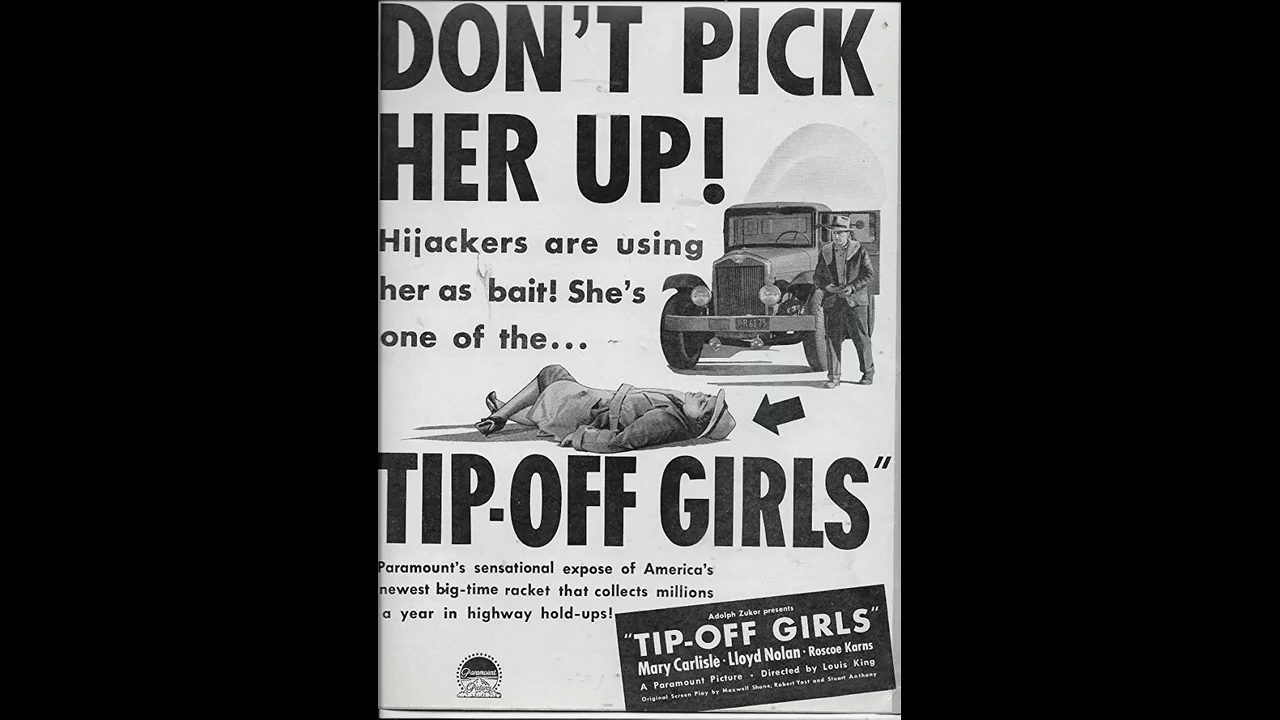 DON'T PICK
HER UP!
Hijackers are using
her as bait! She's
one of the...
TIP-OFF GIRLS"
Paramount's sensational expose of America's
newest big-time racket that collects millions
a year in highway hold-ups!
Adolph Zukor presents
"TIP-OFF GIRLS"
Mary Carlisle · Lloyd Nolan · Roscoe Karns
A Paramount Picture · Directed by Louis King
Original Screen Play by Maxwell Shane, Robert Yost and Stuart Anthony
Paramount
Pictures